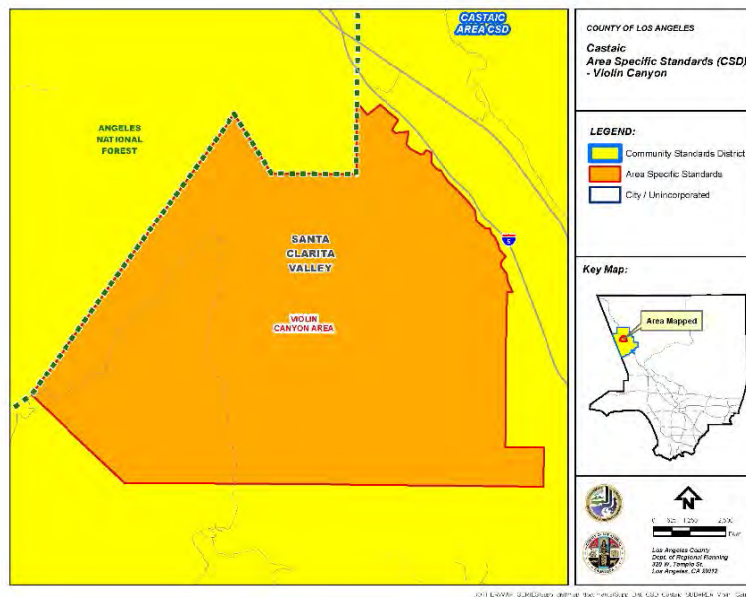 CASTAIC
AREA CSD
ANGELES
NATIONAL
FOREST
SANTA
CLARITA
VALLEY
VIOLIN
CANYON AREA
5
COUNTY OF LOS ANGELES
Castaic
Area Specific Standards (CSD)
- Violin Canyon
LEGEND:
Community Standards District
Area Specific Standards
City / Unincorporated
Key Map:
Area Mapped
N
Los Angeles County
Dept. of Regional Planning
320 W. Temple St.
Los Angeles, CA 90012